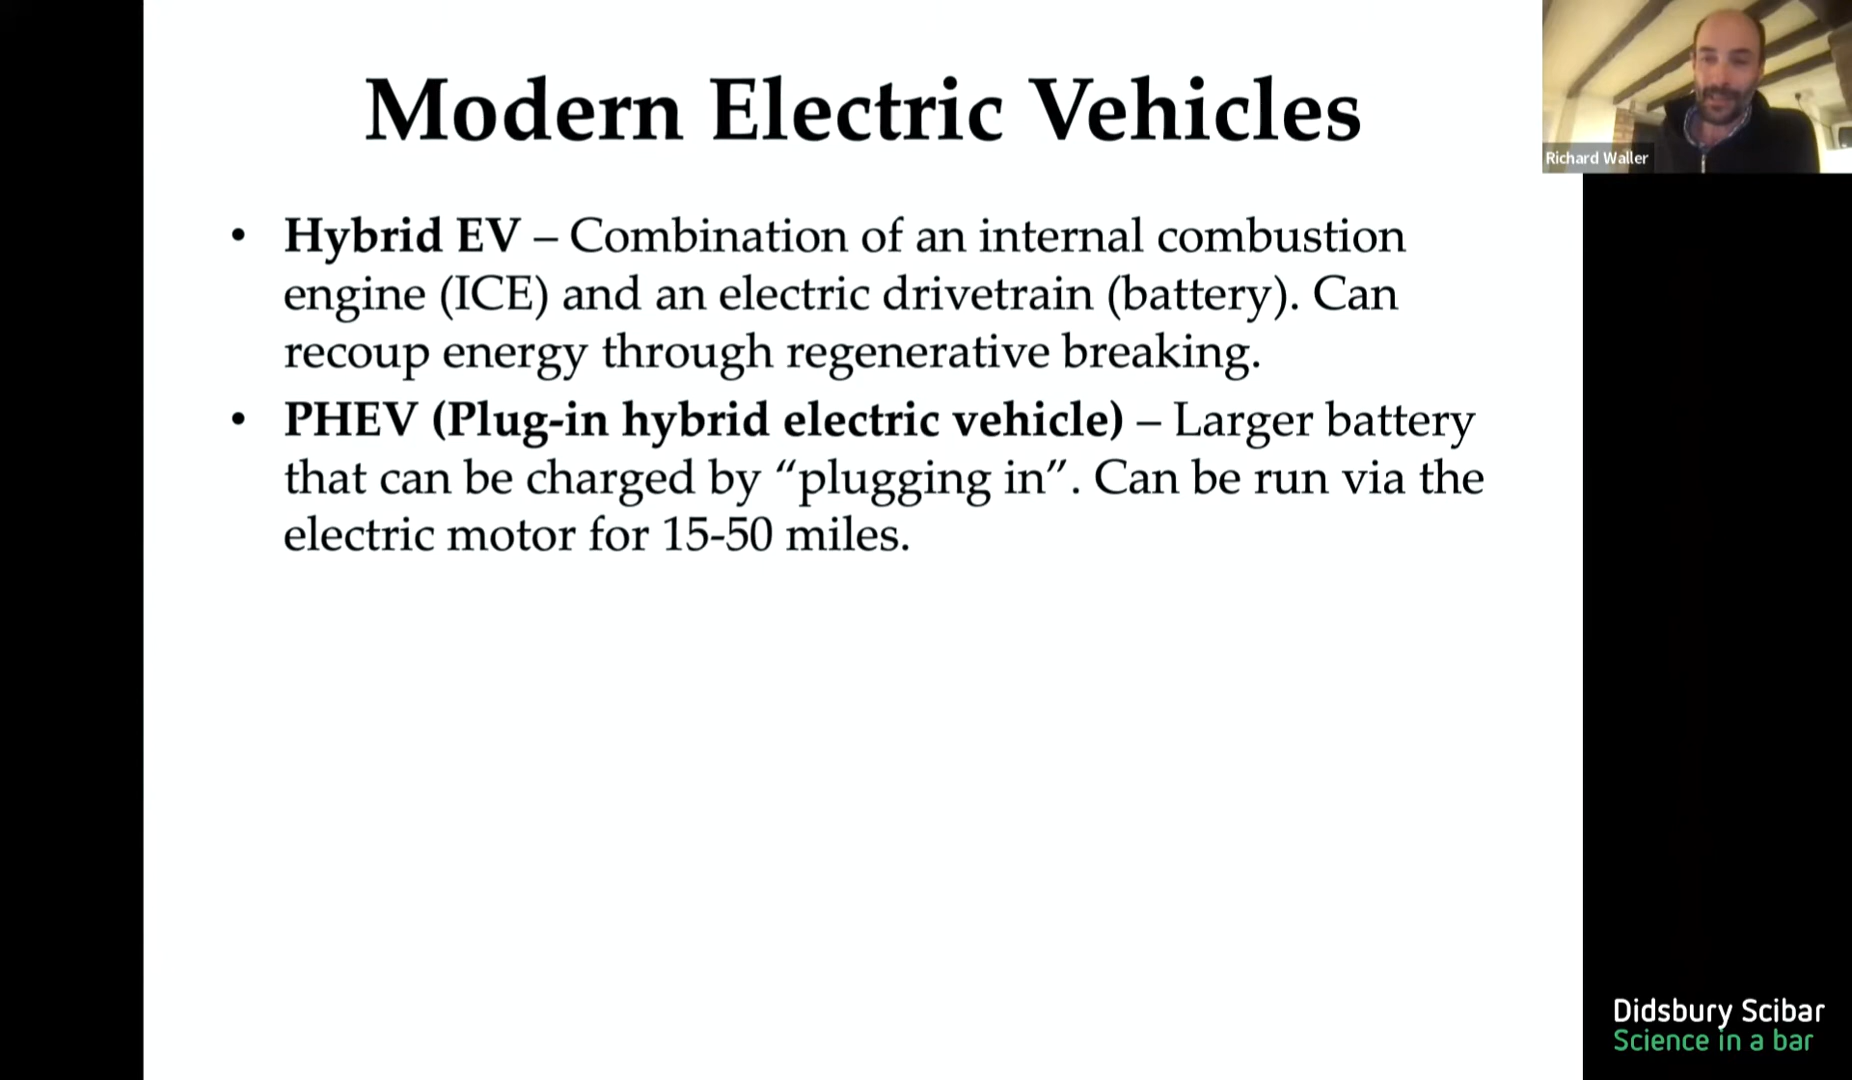 Modern Electric Vehicles
Richard Waller
• Hybrid EV – Combination of an internal combustion
engine (ICE) and an electric drivetrain (battery). Can
recoup energy through regenerative breaking.
• PHEV (Plug-in hybrid electric vehicle) – Larger battery
that can be charged by “plugging in”. Can be run via the
electric motor for 15-50 miles.
Didsbury Scibar
Science in a bar